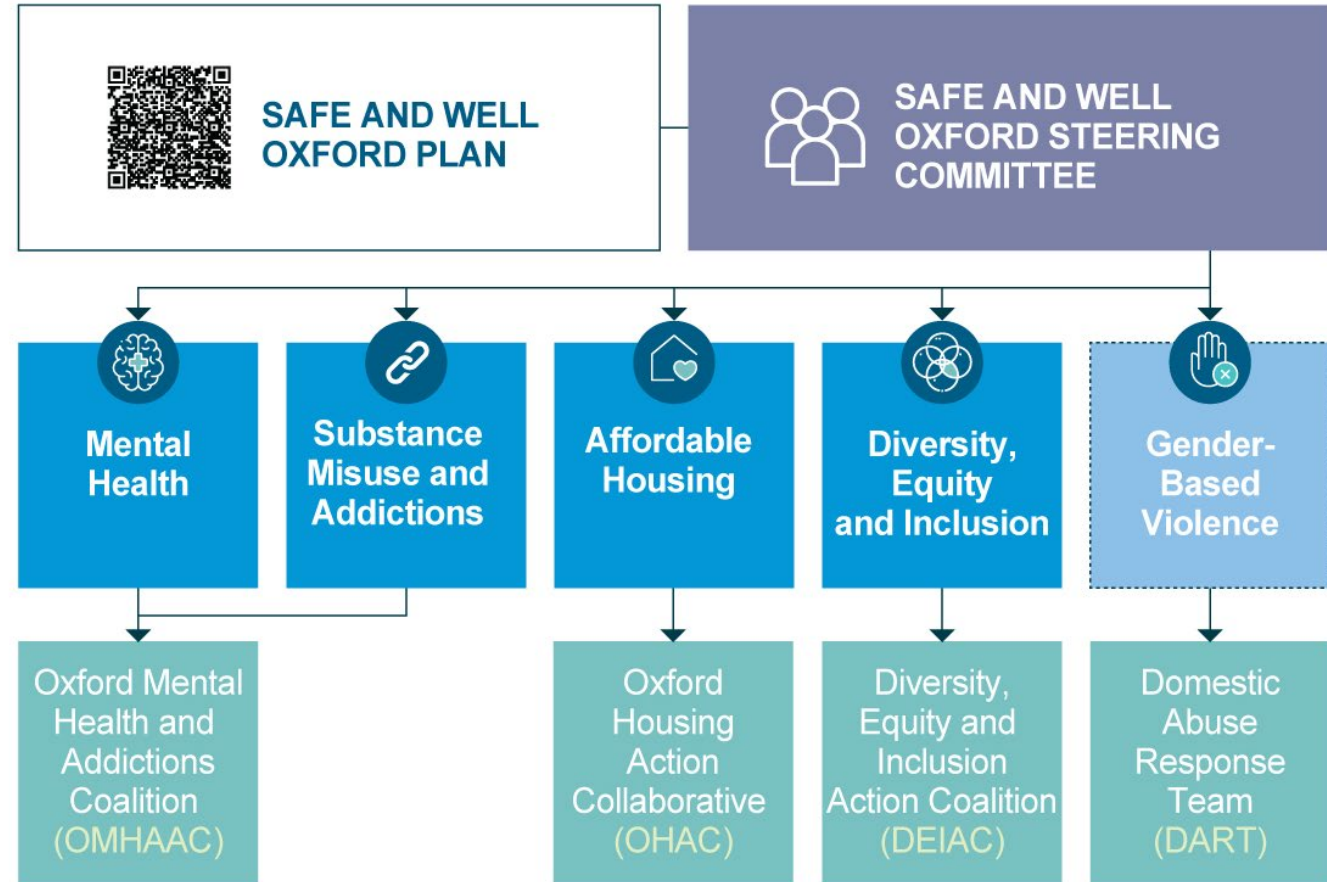 SAFE AND WELL
OXFORD PLAN
SAFE AND WELL
OXFORD STEERING
COMMITTEE
Mental
Health
Substance
Misuse and
Addictions
Affordable
Housing
Diversity,
Equity
and Inclusion
Gender-
Based
Violence
Oxford Mental
Health and
Addictions
Coalition
(OMHAAC)
Oxford
Housing
Action
Collaborative
(OHAC)
Diversity,
Equity and
Inclusion
Action Coalition
(DEIAC)
Domestic
Abuse
Response
Team
(DART)